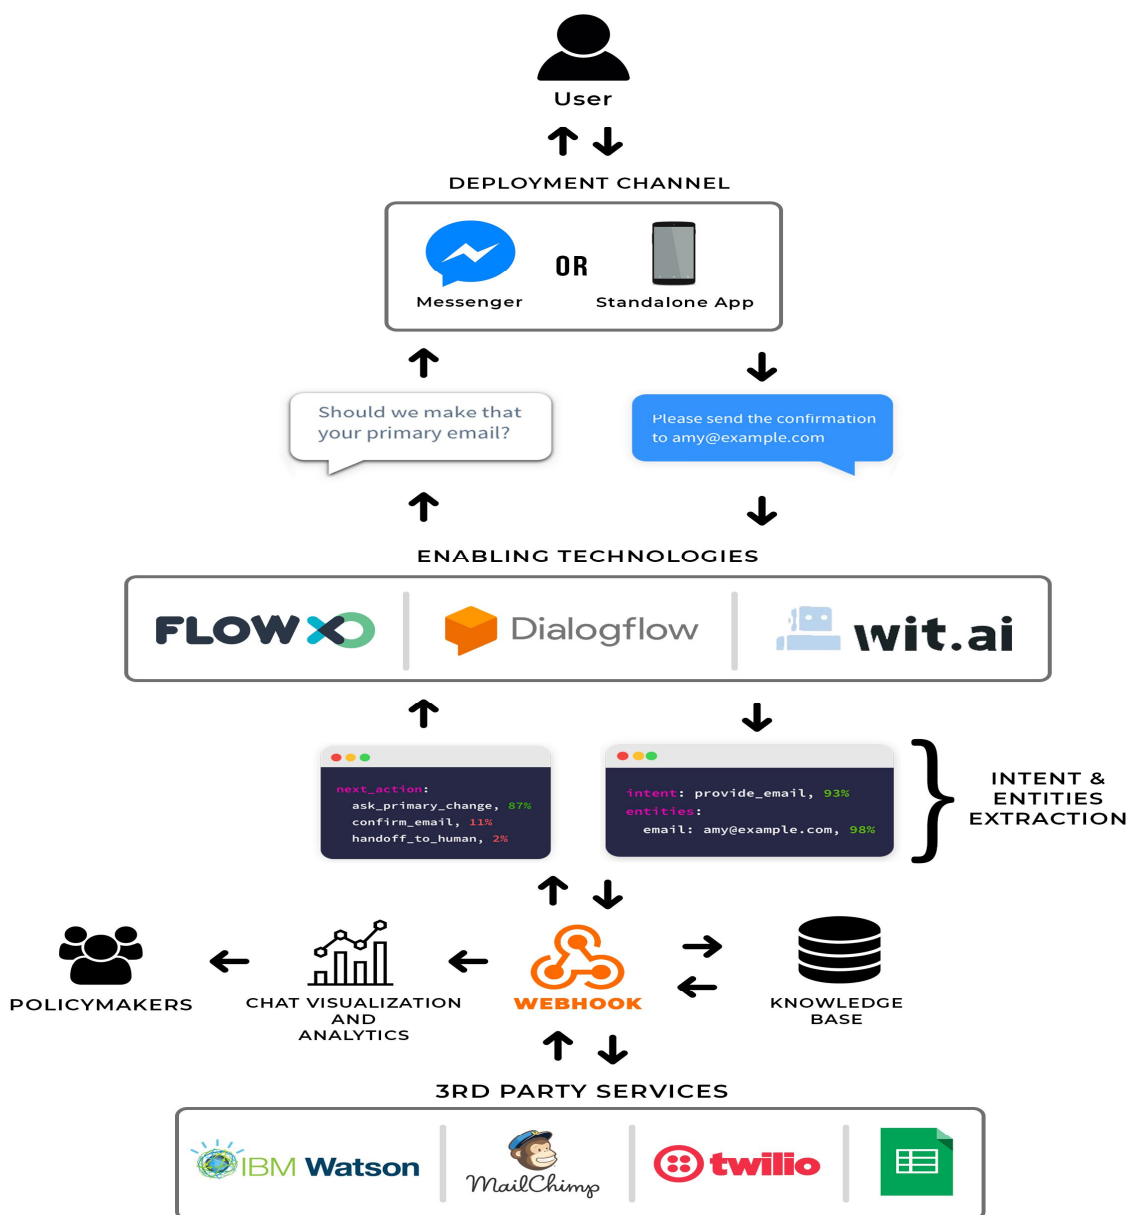 User
DEPLOYMENT CHANNEL
OR
Messenger
Standalone App
Should we make that
your primary email?
Please send the confirmation
to amy@example.com
ENABLING TECHNOLOGIES
FLOW XO
Dialogflow
wit.ai
next_action:
ask_primary_change, 87%
confirm_email, 11%
handoff_to_human, 2%
intent: provide_email, 93%
entities:
email: amy@example.com, 98%
INTENT &
ENTITIES
EXTRACTION
POLICYMAKERS
CHAT VISUALIZATION
AND
ANALYTICS
WEBHOOK
KNOWLEDGE
BASE
3RD PARTY SERVICES
IBM Watson
MailChimp
twilio